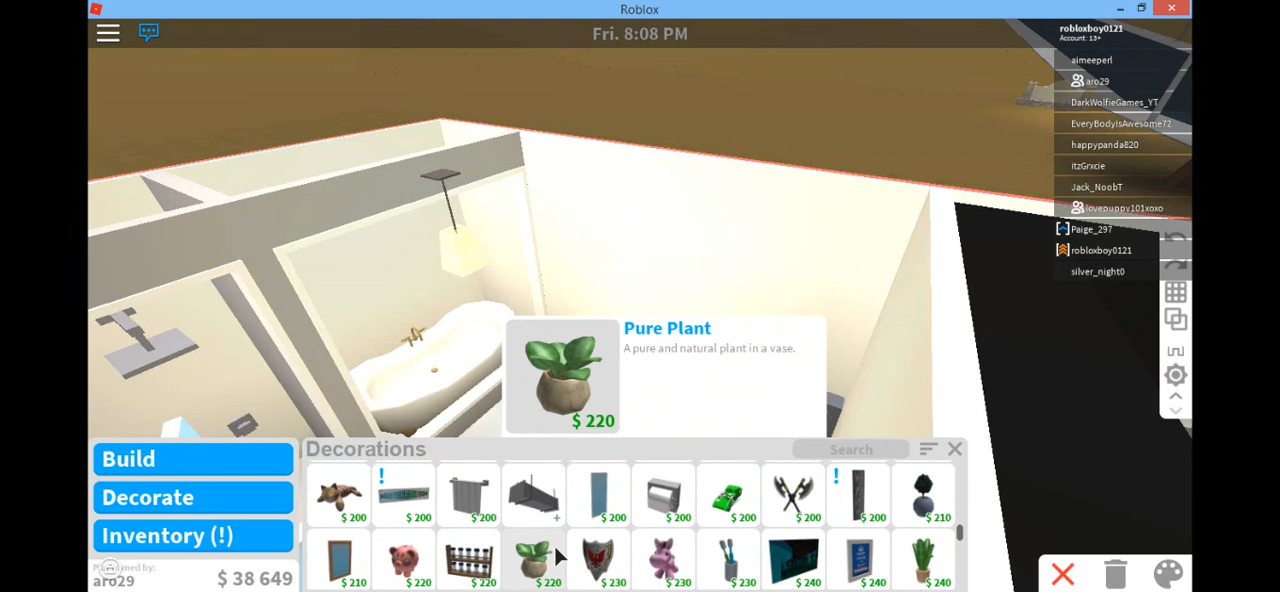 Roblox
Fri. 8:08 PM
robloxboy0121
Account: 13+
aimeeperl
aro29
DarkWolfieGames_YT
EveryBodyIsAwesome72
happypanda820
itzGrxcie
Jack_NoobT
lovepuppy101xoxo
Paige_297
robloxboy0121
silver_night0
Pure Plant
A pure and natural plant in a vase.
$ 220
Build
Decorate
Inventory (!)
aro29
$ 38 649
Decorations
Search
! !
$ 200 $ 200 $ 200 + $ 200 $ 200 $ 200 $ 200 $ 200 $ 210
$ 210 $ 220 $ 220 $ 220 $ 230 $ 230 $ 230 $ 240 $ 240 $ 240